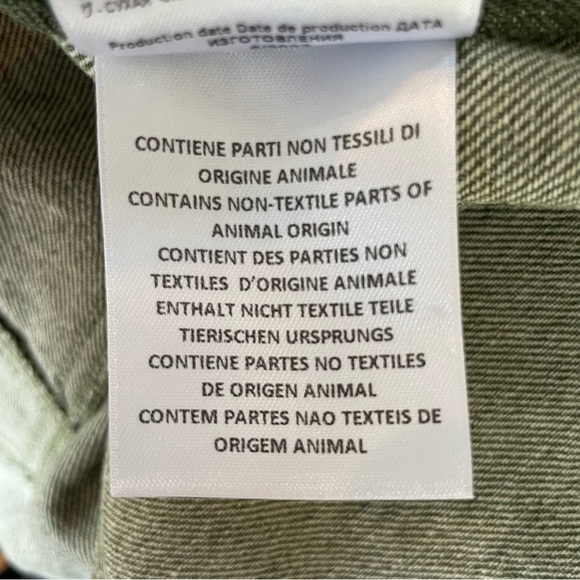 Production date Date de production ДАТА
ИЗГОТОВЛЕНИЯ
CONTIENE PARTI NON TESSILI DI
ORIGINE ANIMALE
CONTAINS NON-TEXTILE PARTS OF
ANIMAL ORIGIN
CONTIENT DES PARTIES NON
TEXTILES D'ORIGINE ANIMALE
ENTHALT NICHT TEXTILE TEILE
TIERISCHEN URSPRUNGS
CONTIENE PARTES NO TEXTILES
DE ORIGEN ANIMAL
CONTEM PARTES NAO TEXTEIS DE
ORIGEM ANIMAL